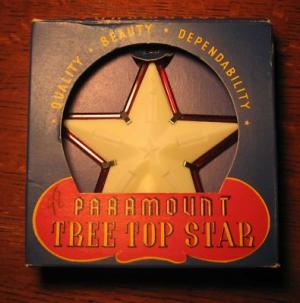 QUALITY • BEAUTY • DEPENDABILITY
PARAMOUNT
TREE TOP STAR